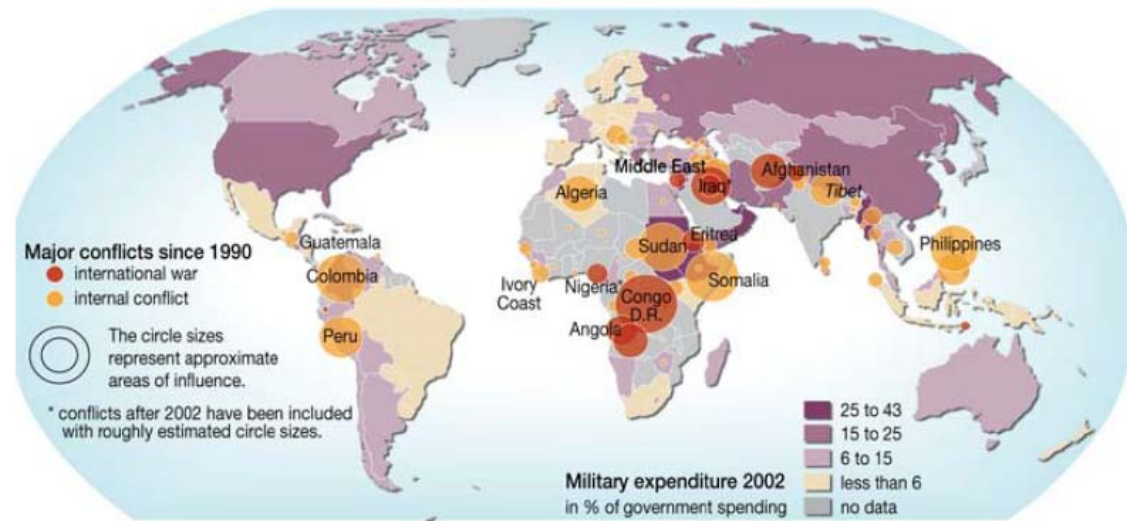 Middle East
Afghanistan
Iraq*
Tibet
Algeria
Guatemala
Sudan
Eritrea
Philippines
Colombia
Ivory
Coast
Nigeria*
Somalia
Congo
D.R.
Peru
Angola
Major conflicts since 1990
international war
internal conflict
The circle sizes
represent approximate
areas of influence.
* conflicts after 2002 have been included
with roughly estimated circle sizes.
Military expenditure 2002
in % of government spending
25 to 43
15 to 25
6 to 15
less than 6
no data